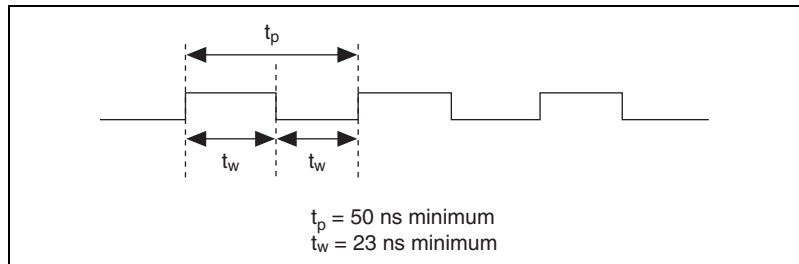 tp
tw tw
tp = 50 ns minimum
tw = 23 ns minimum